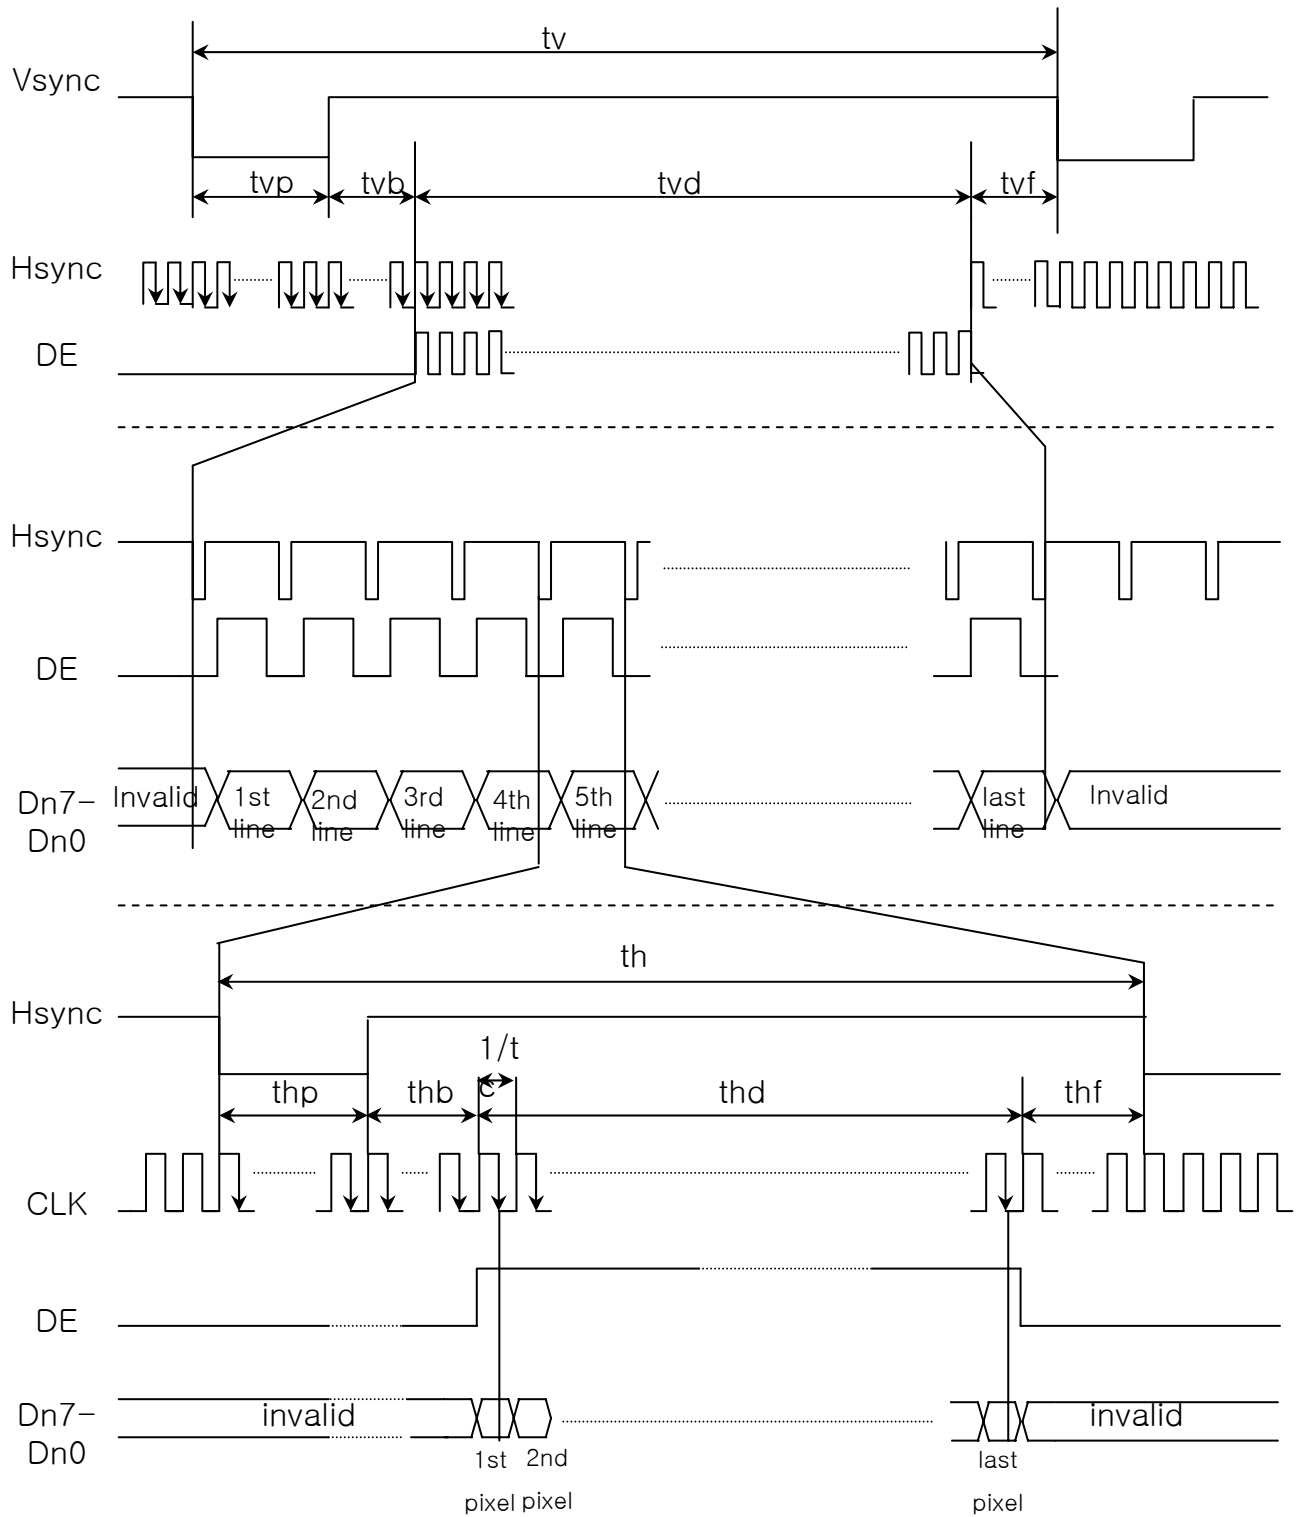 tv
Vsync
tvp
tvb
tvd
tvf
Hsync
DE
Hsync
DE
Dn7-
Dn0
Invalid
1st
line
2nd
line
3rd
line
4th
line
5th
line
last
line
Invalid
th
Hsync
1/t
c
thp
thb
thd
thf
CLK
DE
Dn7-
Dn0
invalid
1st
pixel
2nd
pixel
last
pixel
invalid